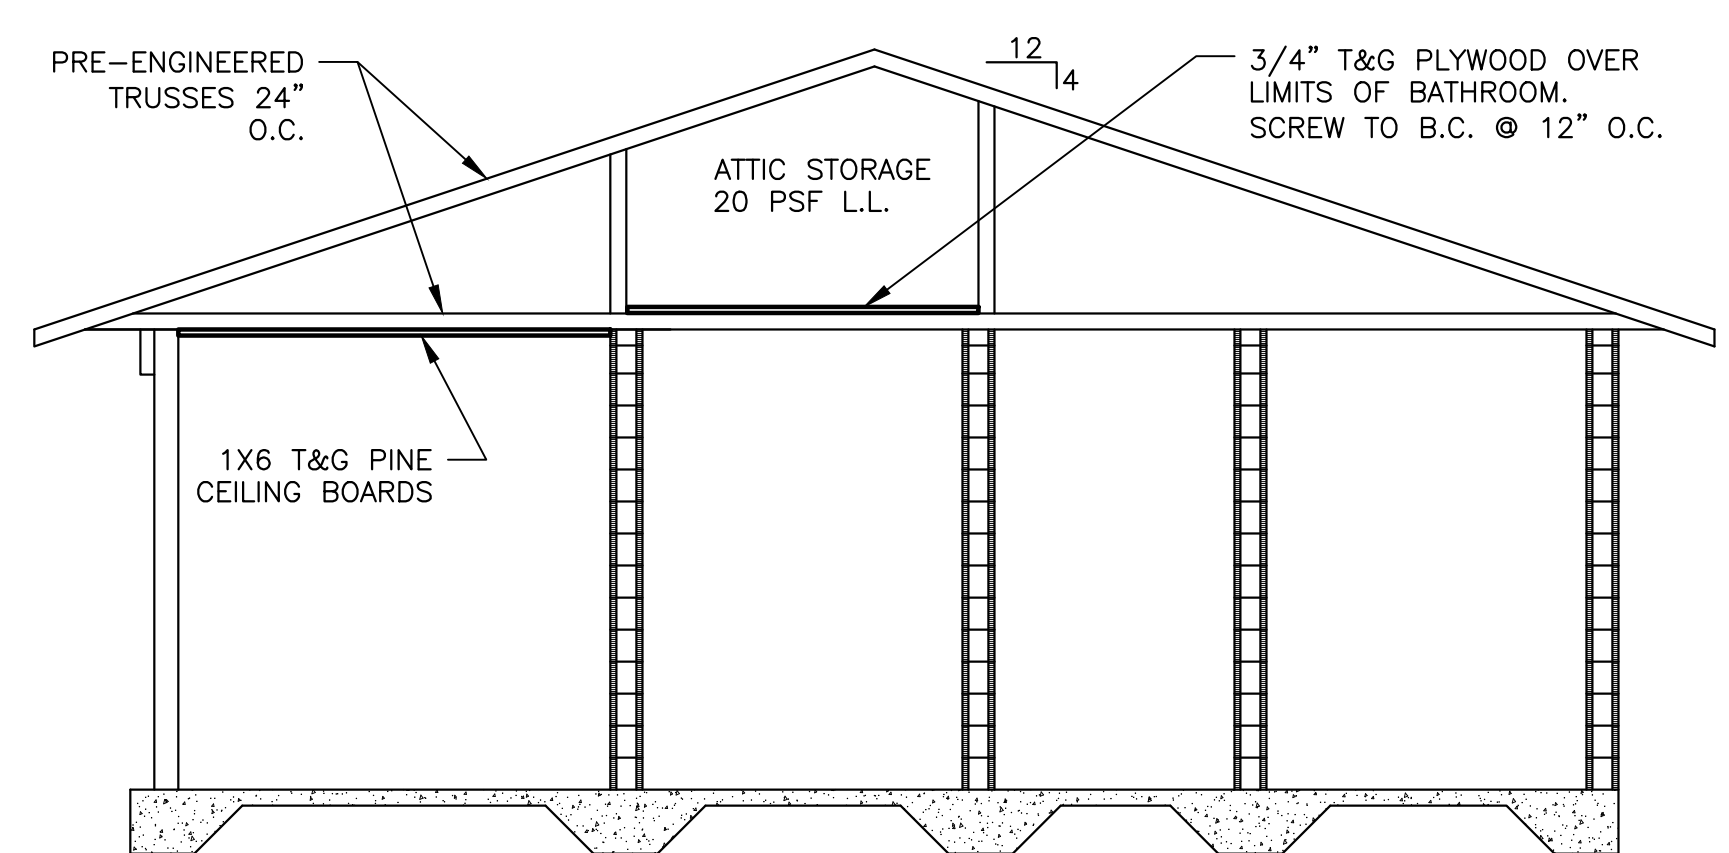 PRE-ENGINEERED
TRUSSES 24”
O.C.
12
4
3/4” T&G PLYWOOD OVER
LIMITS OF BATHROOM.
SCREW TO B.C. @ 12” O.C.
ATTIC STORAGE
20 PSF L.L.
1X6 T&G PINE
CEILING BOARDS